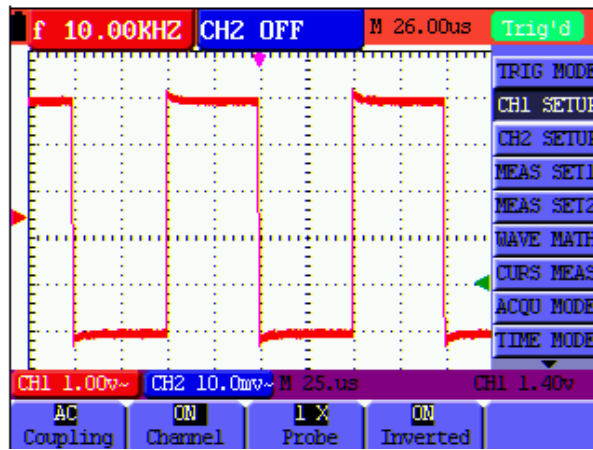 f 10.00KHZ CH2 OFF M 26.00us Trig'd
TRIG MODE
CH1 SETUP
CH2 SETUP
MEAS SET1
MEAS SET2
WAVE MATH
CURS MEAS
ACQU MODE
TIME MODE
CH1 1.00v~ CH2 10.0mv~ M 25.us CH1 1.40v
AC ON 1 X ON
Coupling Channel Probe Inverted